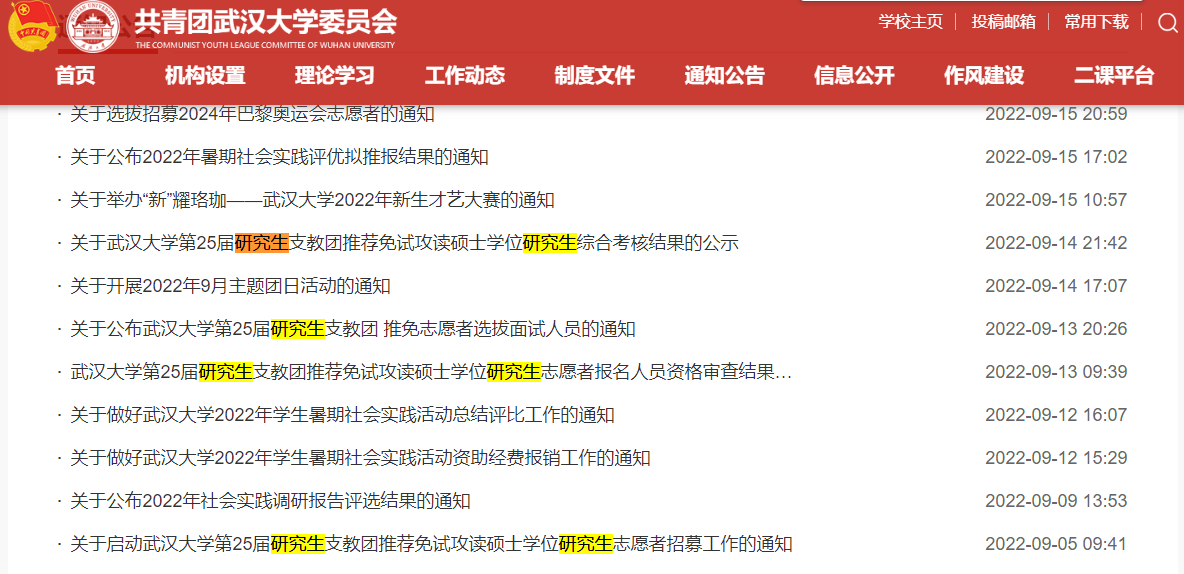 共青团武汉大学委员会
THE COMMUNIST YOUTH LEAGUE COMMITTEE OF WUHAN UNIVERSITY
学校主页 投稿邮箱 常用下载
首页 机构设置 理论学习 工作动态 制度文件 通知公告 信息公开 作风建设 二课平台
· 关于选拔招募2024年巴黎奥运会志愿者的通知 2022-09-15 20:59
· 关于公布2022年暑期社会实践评优拟推报结果的通知 2022-09-15 17:02
· 关于举办“新”耀珞珈——武汉大学2022年新生才艺大赛的通知 2022-09-15 10:57
· 关于武汉大学第25届研究生支教团推荐免试攻读硕士学位研究生综合考核结果的公示 2022-09-14 21:42
· 关于开展2022年9月主题团日活动的通知 2022-09-14 17:07
· 关于公布武汉大学第25届研究生支教团 推免志愿者选拔面试人员的通知 2022-09-13 20:26
· 武汉大学第25届研究生支教团推荐免试攻读硕士学位研究生志愿者报名人员资格审查结果… 2022-09-13 09:39
· 关于做好武汉大学2022年学生暑期社会实践活动总结评比工作的通知 2022-09-12 16:07
· 关于做好武汉大学2022年学生暑期社会实践活动资助经费报销工作的通知 2022-09-12 15:29
· 关于公布2022年社会实践调研报告评选结果的通知 2022-09-09 13:53
· 关于启动武汉大学第25届研究生支教团推荐免试攻读硕士学位研究生志愿者招募工作的通知 2022-09-05 09:41